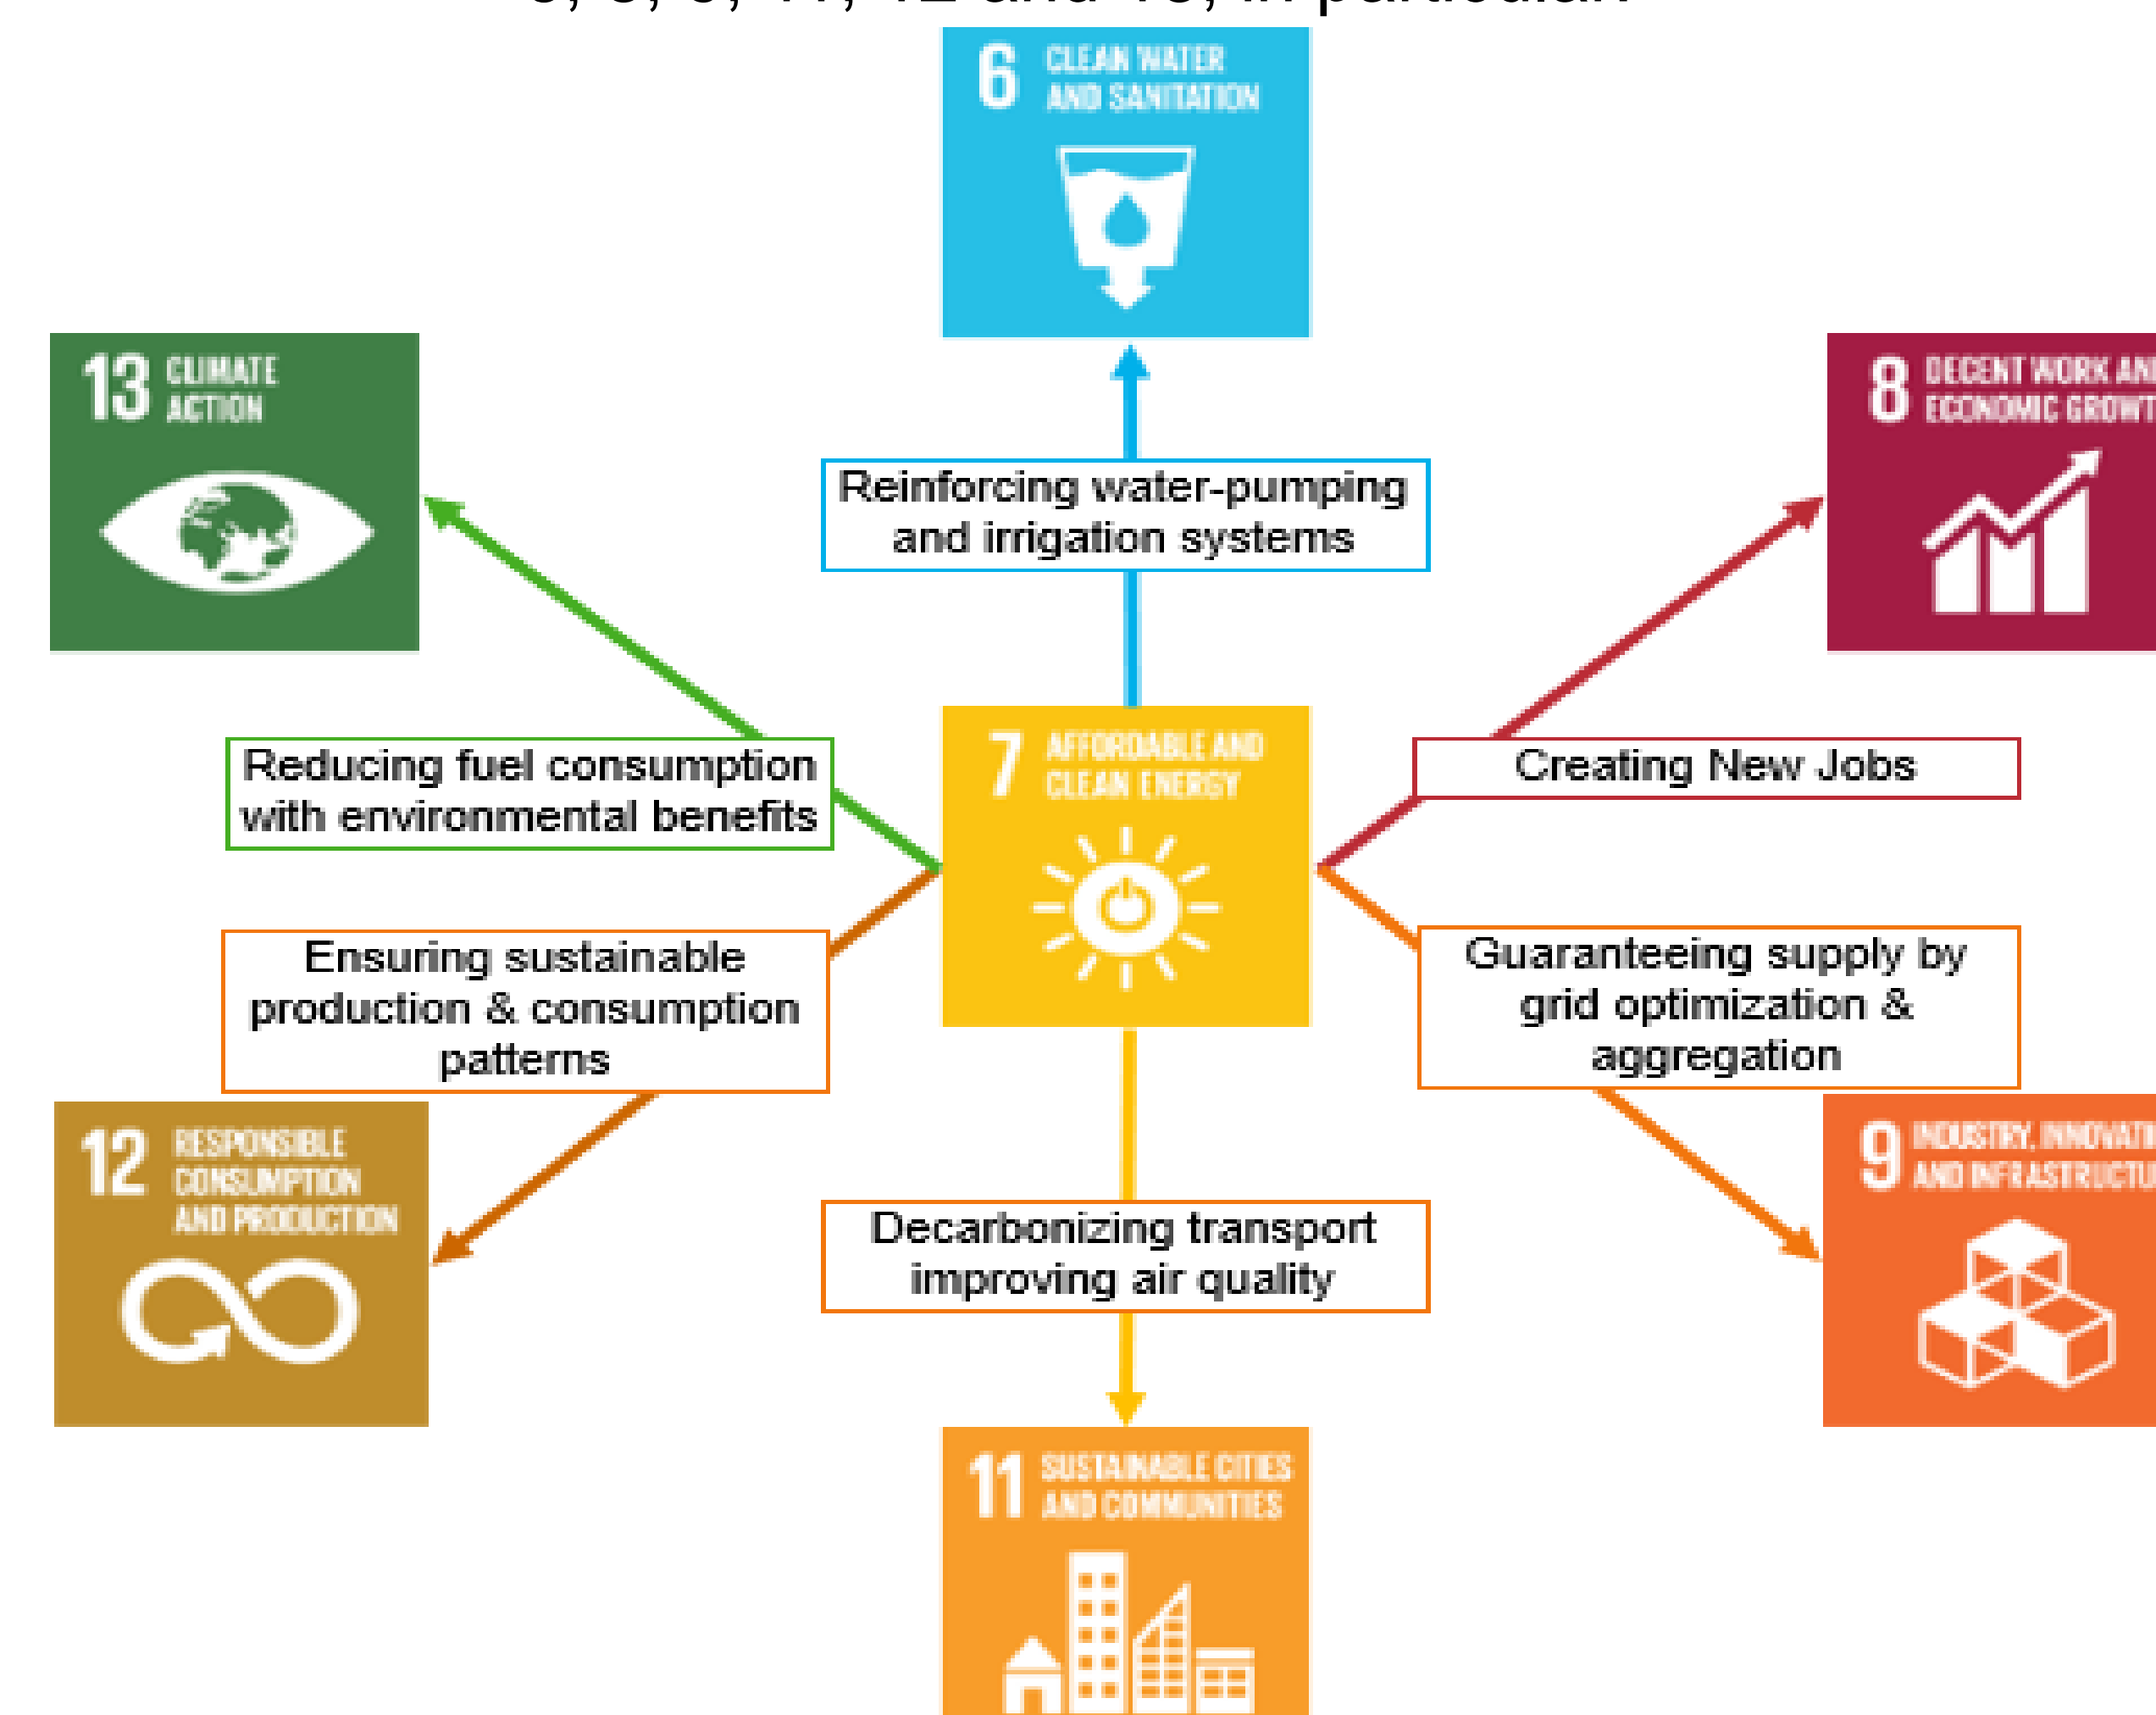 6 CLEAN WATER
AND SANITATION
13 CLIMATE
ACTION
8 DECENT WORK
ECONOMIC
Reinforcing water-pumping
and irrigation systems
7 AFFORDABLE AND
CLEAN ENERGY
Reducing fuel consumption
with environmental benefits
Creating New Jobs
Ensuring sustainable
production & consumption
patterns
Guaranteeing supply by
grid optimization &
aggregation
12 RESPONSIBLE
CONSUMPTION
AND PRODUCTION
9 INDUSTRY,
AND
Decarbonizing transport
improving air quality
11 SUSTAINABLE CITIES
AND COMMUNITIES